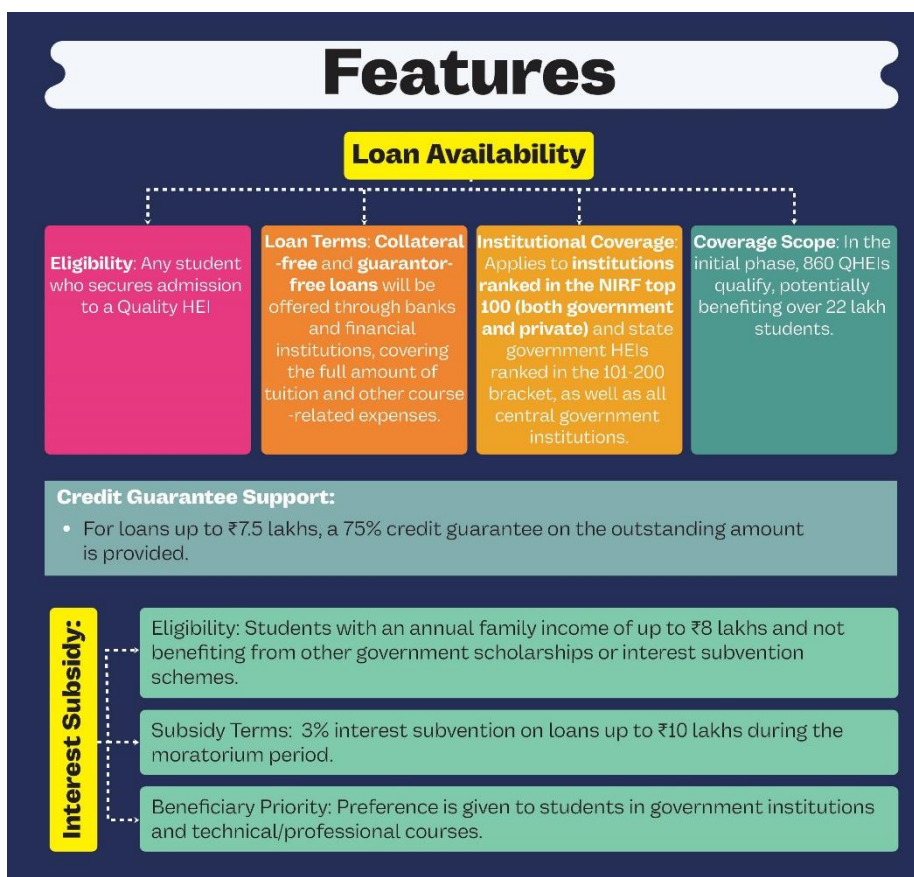 Features
Loan Availability
Eligibility: Any student
who secures admission
to a Quality HEI
Loan Terms: Collateral
-free and guarantor-
free loans will be
offered through banks
and financial
institutions, covering
the full amount of
tuition and other course
-related expenses.
Institutional Coverage:
Applies to institutions
ranked in the NIRF top
100 (both government
and private) and state
government HEIs
ranked in the 101-200
bracket, as well as all
central government
institutions.
Coverage Scope: In the
initial phase, 860 QHEIs
qualify, potentially
benefiting over 22 lakh
students.
Credit Guarantee Support:
• For loans up to ₹7.5 lakhs, a 75% credit guarantee on the outstanding amount
is provided.
Interest Subsidy:
Eligibility: Students with an annual family income of up to ₹8 lakhs and not
benefiting from other government scholarships or interest subvention
schemes.
Subsidy Terms: 3% interest subvention on loans up to ₹10 lakhs during the
moratorium period.
Beneficiary Priority: Preference is given to students in government institutions
and technical/professional courses.